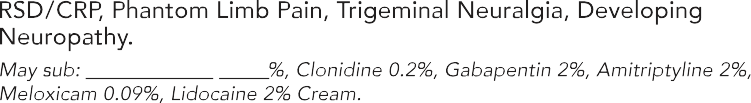 RSD/CRP, Phantom Limb Pain, Trigeminal Neuralgia, Developing
Neuropathy.
May sub: _____________ _____%, Clonidine 0.2%, Gabapentin 2%, Amitriptyline 2%,
Meloxicam 0.09%, Lidocaine 2% Cream.